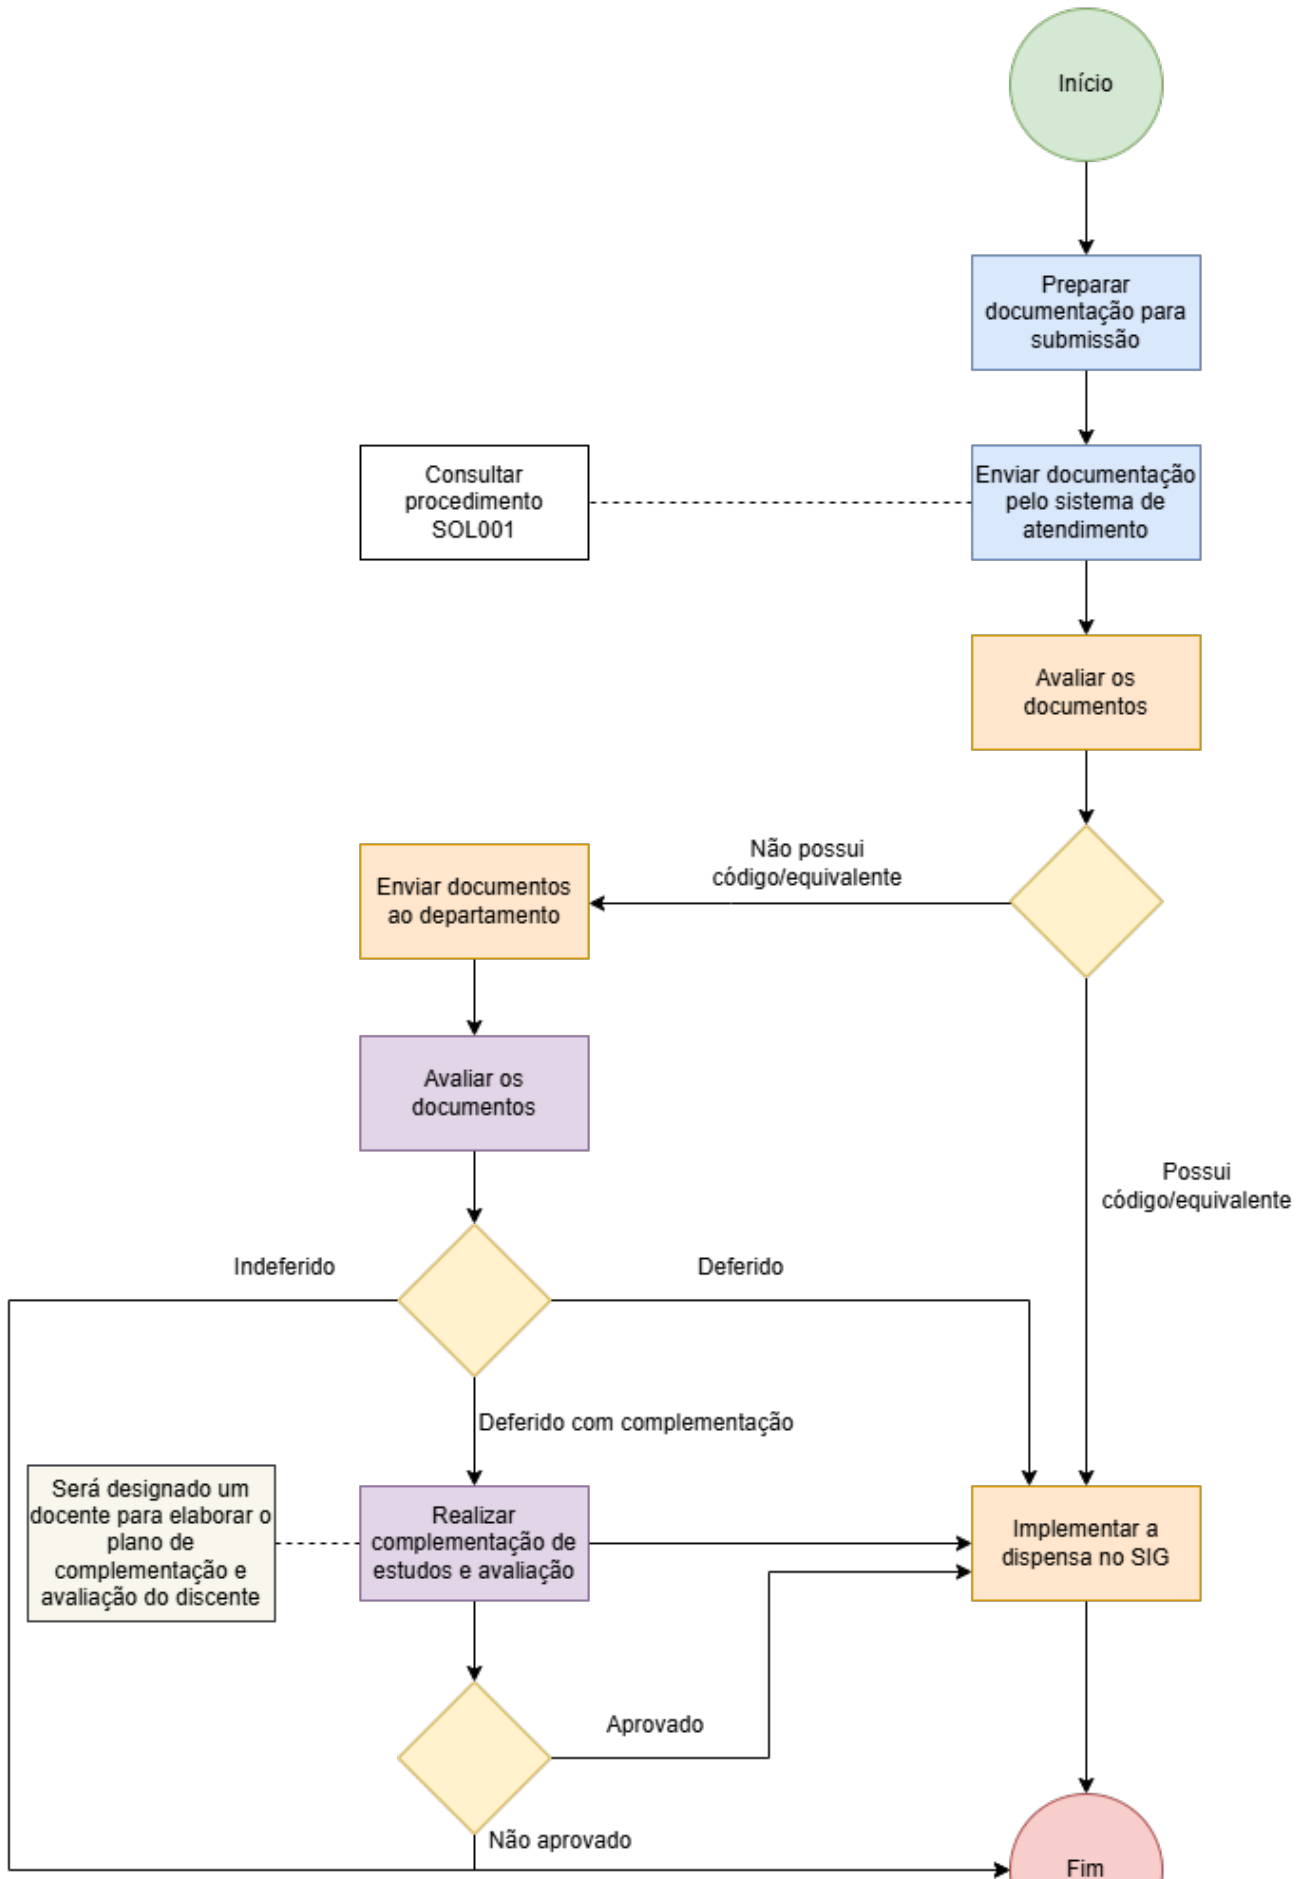 Início
Preparar
documentação para
submissão
Consultar
procedimento
SOL001
Enviar documentação
pelo sistema de
atendimento
Avaliar os
documentos
Não possui
código/equivalente
Enviar documentos
ao departamento
Avaliar os
documentos
Possui
código/equivalente
Indeferido
Deferido
Deferido com complementação
Será designado um
docente para elaborar o
plano de
complementação e
avaliação do discente
Realizar
complementação de
estudos e avaliação
Implementar a
dispensa no SIG
Aprovado
Não aprovado
Fim